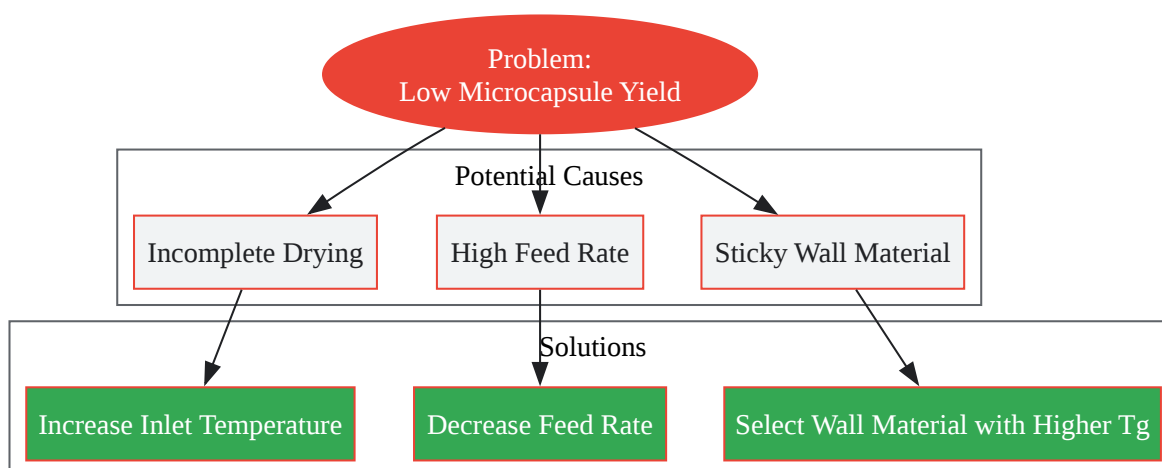 Problem:
Low Microcapsule Yield
Potential Causes
Incomplete Drying
High Feed Rate
Sticky Wall Material
Solutions
Increase Inlet Temperature
Decrease Feed Rate
Select Wall Material with Higher Tg